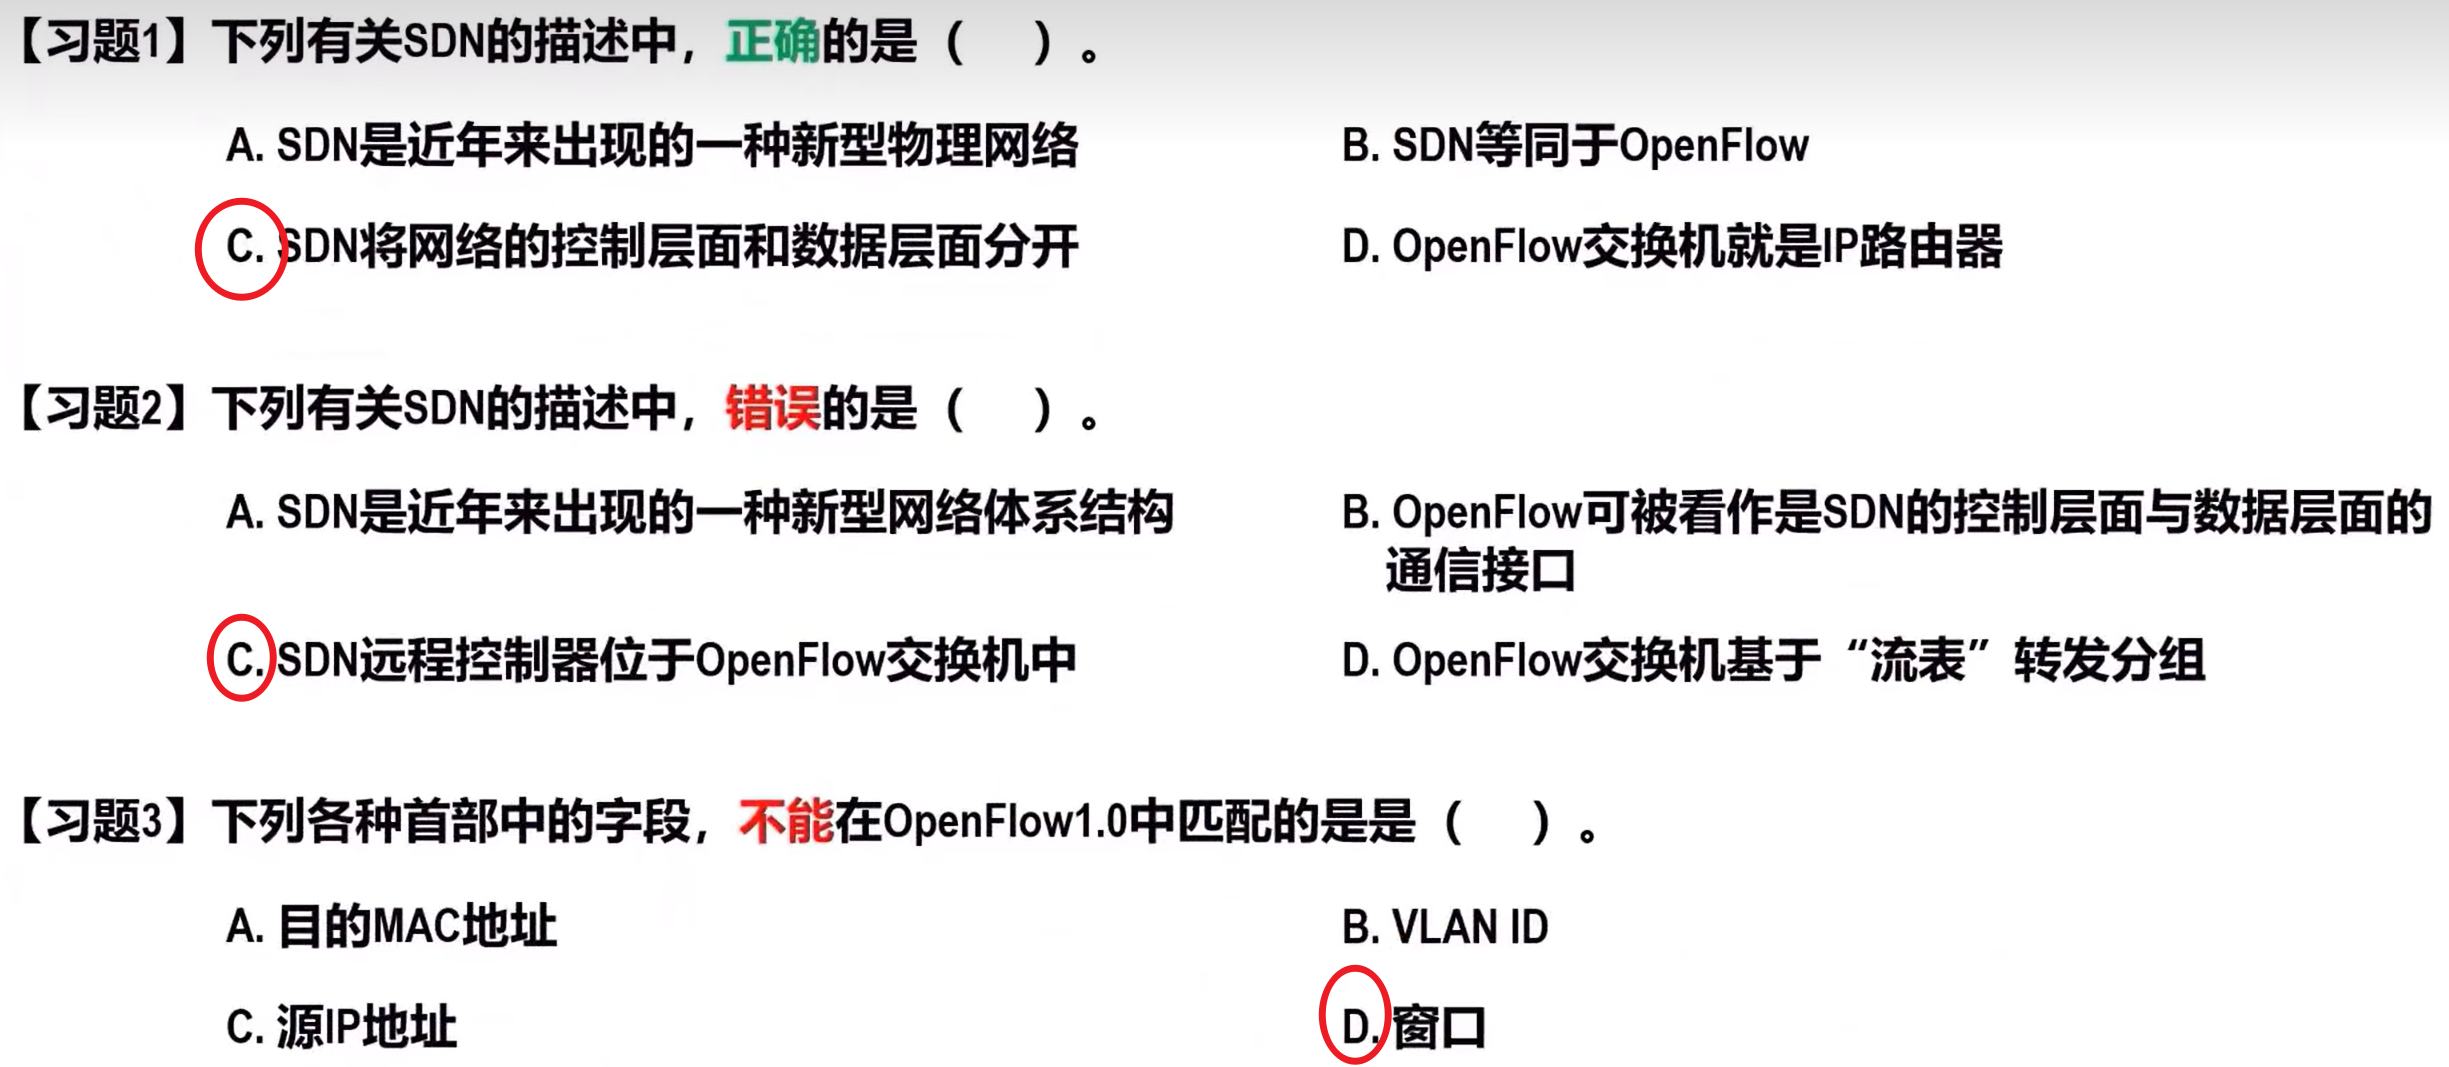 【习题1】下列有关SDN的描述中，正确的是（　）。
A. SDN是近年来出现的一种新型物理网络
B. SDN等同于OpenFlow
C. SDN将网络的控制层面和数据层面分开
D. OpenFlow交换机就是IP路由器
【习题2】下列有关SDN的描述中，错误的是（　）。
A. SDN是近年来出现的一种新型网络体系结构
B. OpenFlow可被看作是SDN的控制层面与数据层面的
通信接口
C. SDN远程控制器位于OpenFlow交换机中
D. OpenFlow交换机基于“流表”转发分组
【习题3】下列各种首部中的字段，不能在OpenFlow1.0中匹配的是是（　）。
A. 目的MAC地址
B. VLAN ID
C. 源IP地址
D. 窗口